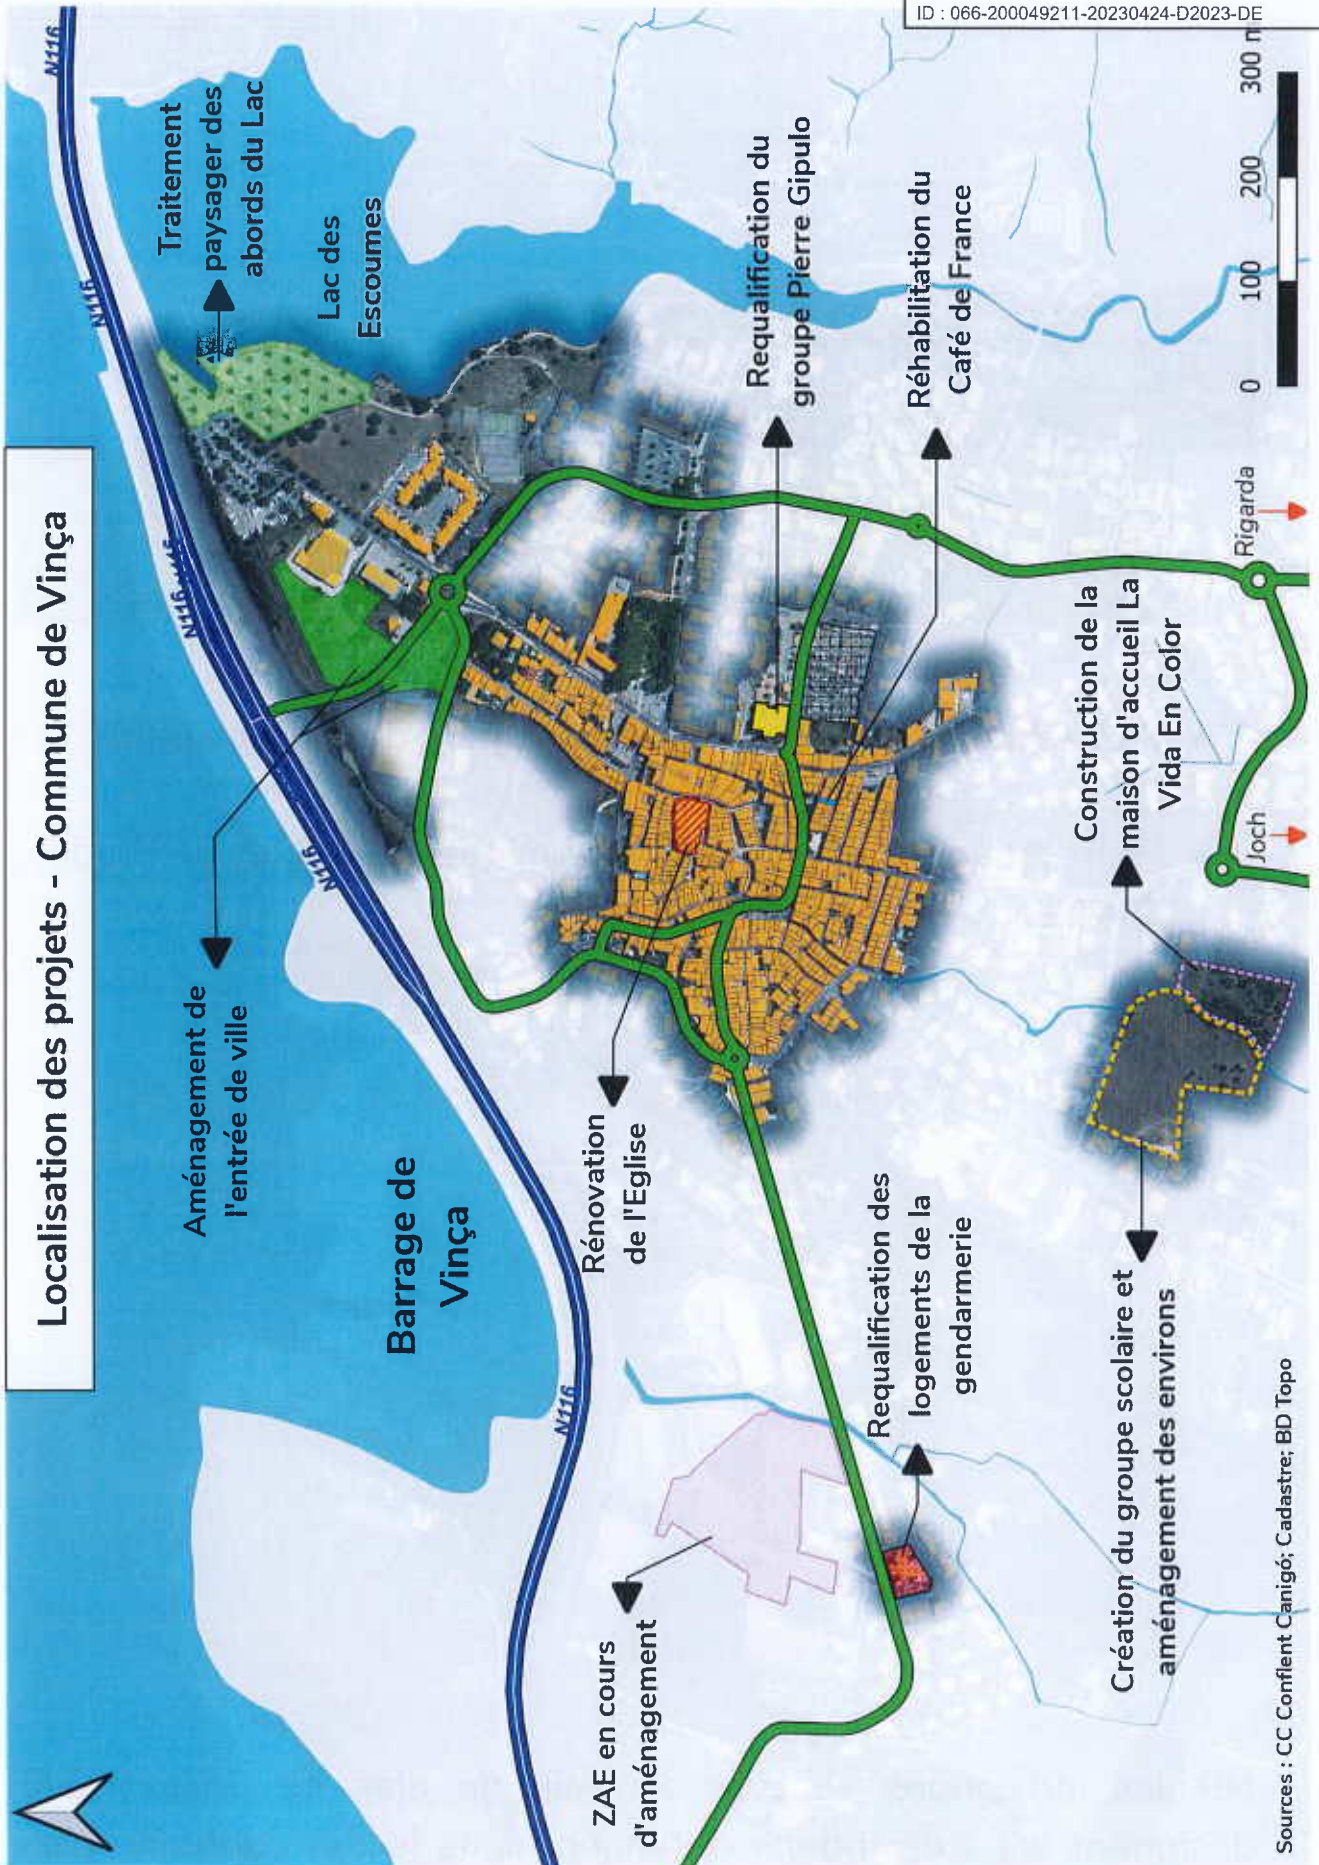 ID : 066-200049211-20230424-D2023-DE
Localisation des projets - Commune de Vinça
N116
N116
N116
N116
N116
N116
Traitement
paysager des
abords du Lac
Lac des
Escoumes
Aménagement de
l'entrée de ville
Barrage de
Vinça
Requalification du
groupe Pierre Gipulo
Réhabilitation du
Café de France
Rénovation
de l'Eglise
Construction de la
maison d'accueil La
Vida En Color
Requalification des
logements de la
gendarmerie
ZAE en cours
d'aménagement
Création du groupe scolaire et
aménagement des environs
Rigarda
Joch
0 100 200 300 m
Sources : CC Conflent Canigó; Cadastre; BD Topo